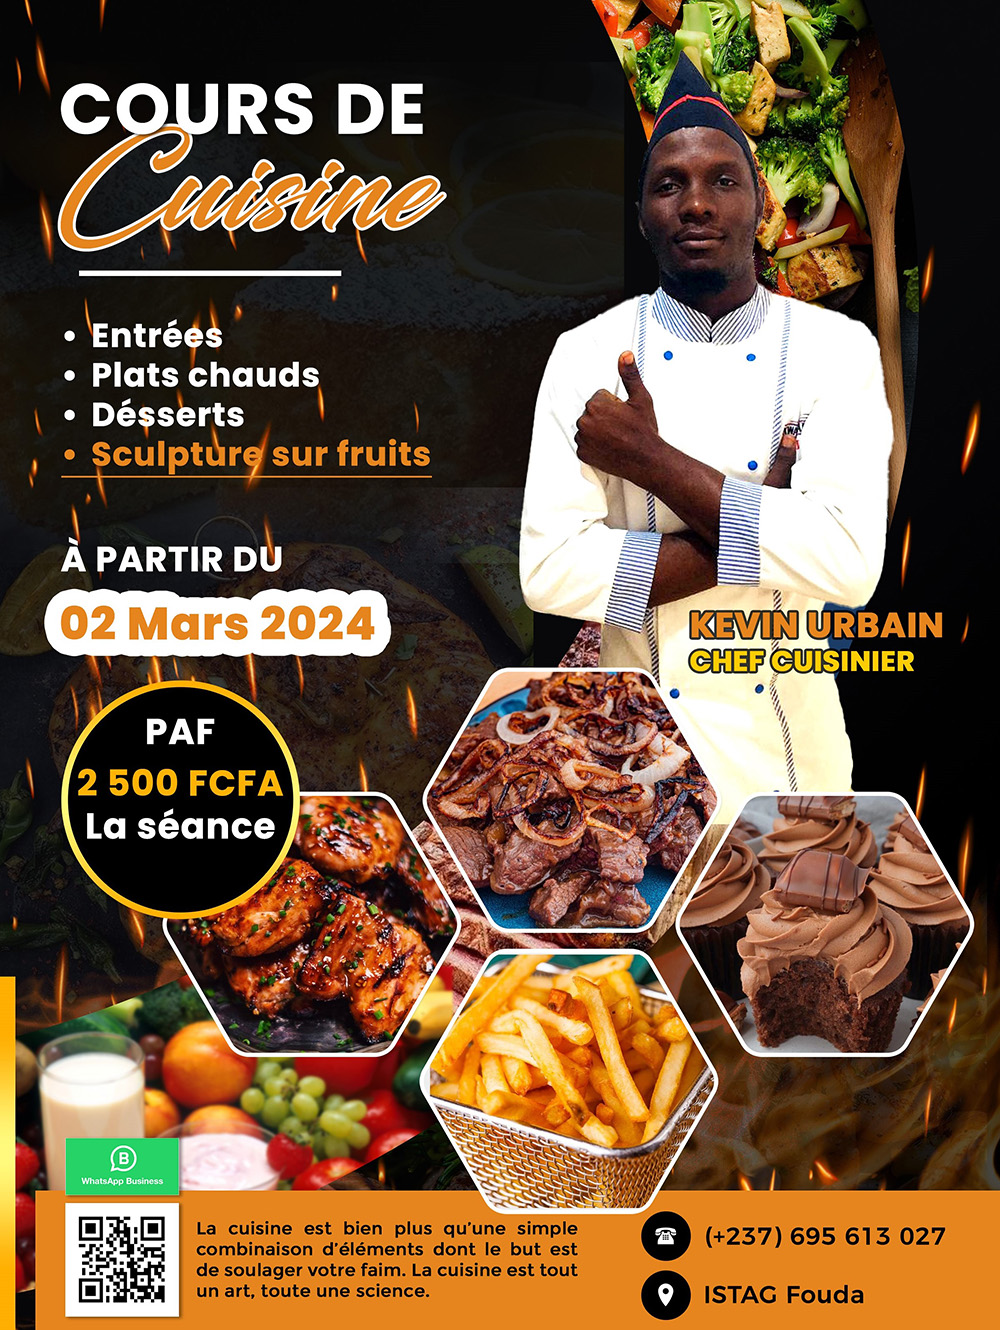 COURS DE
Cuisine
• Entrées
• Plats chauds
• Désserts
• Sculpture sur fruits
À PARTIR DU
02 Mars 2024
KEVIN URBAIN
CHEF CUISINIER
PAF
2 500 FCFA
La séance
B
WhatsApp Business
La cuisine est bien plus qu'une simple
combinaison d'éléments dont le but est
de soulager votre faim. La cuisine est tout
un art, toute une science.
(+237) 695 613 027
ISTAG Fouda